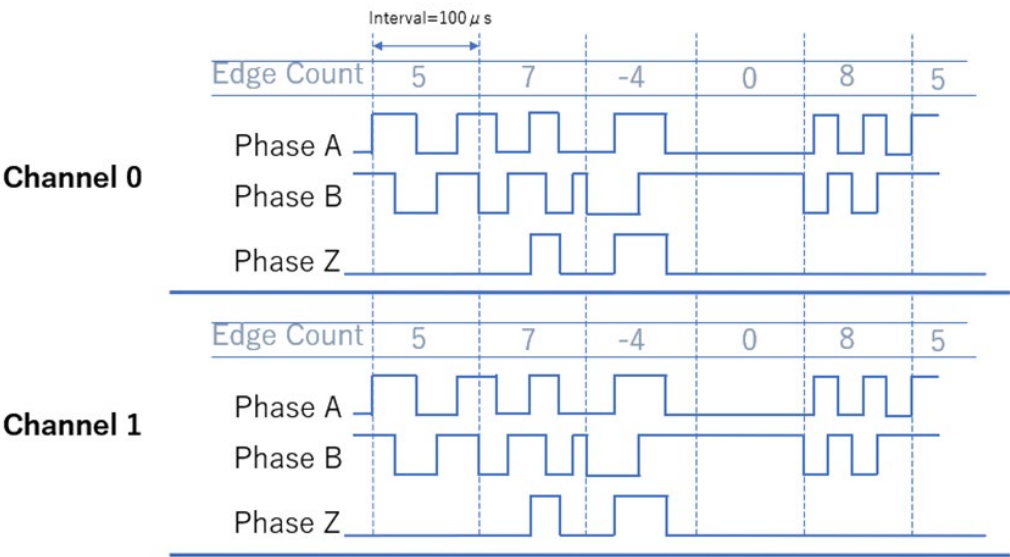 Interval=100μs
Edge Count 5 7 -4 0 8 5
Phase A
Channel 0
Phase B
Phase Z
Edge Count 5 7 -4 0 8 5
Phase A
Channel 1
Phase B
Phase Z